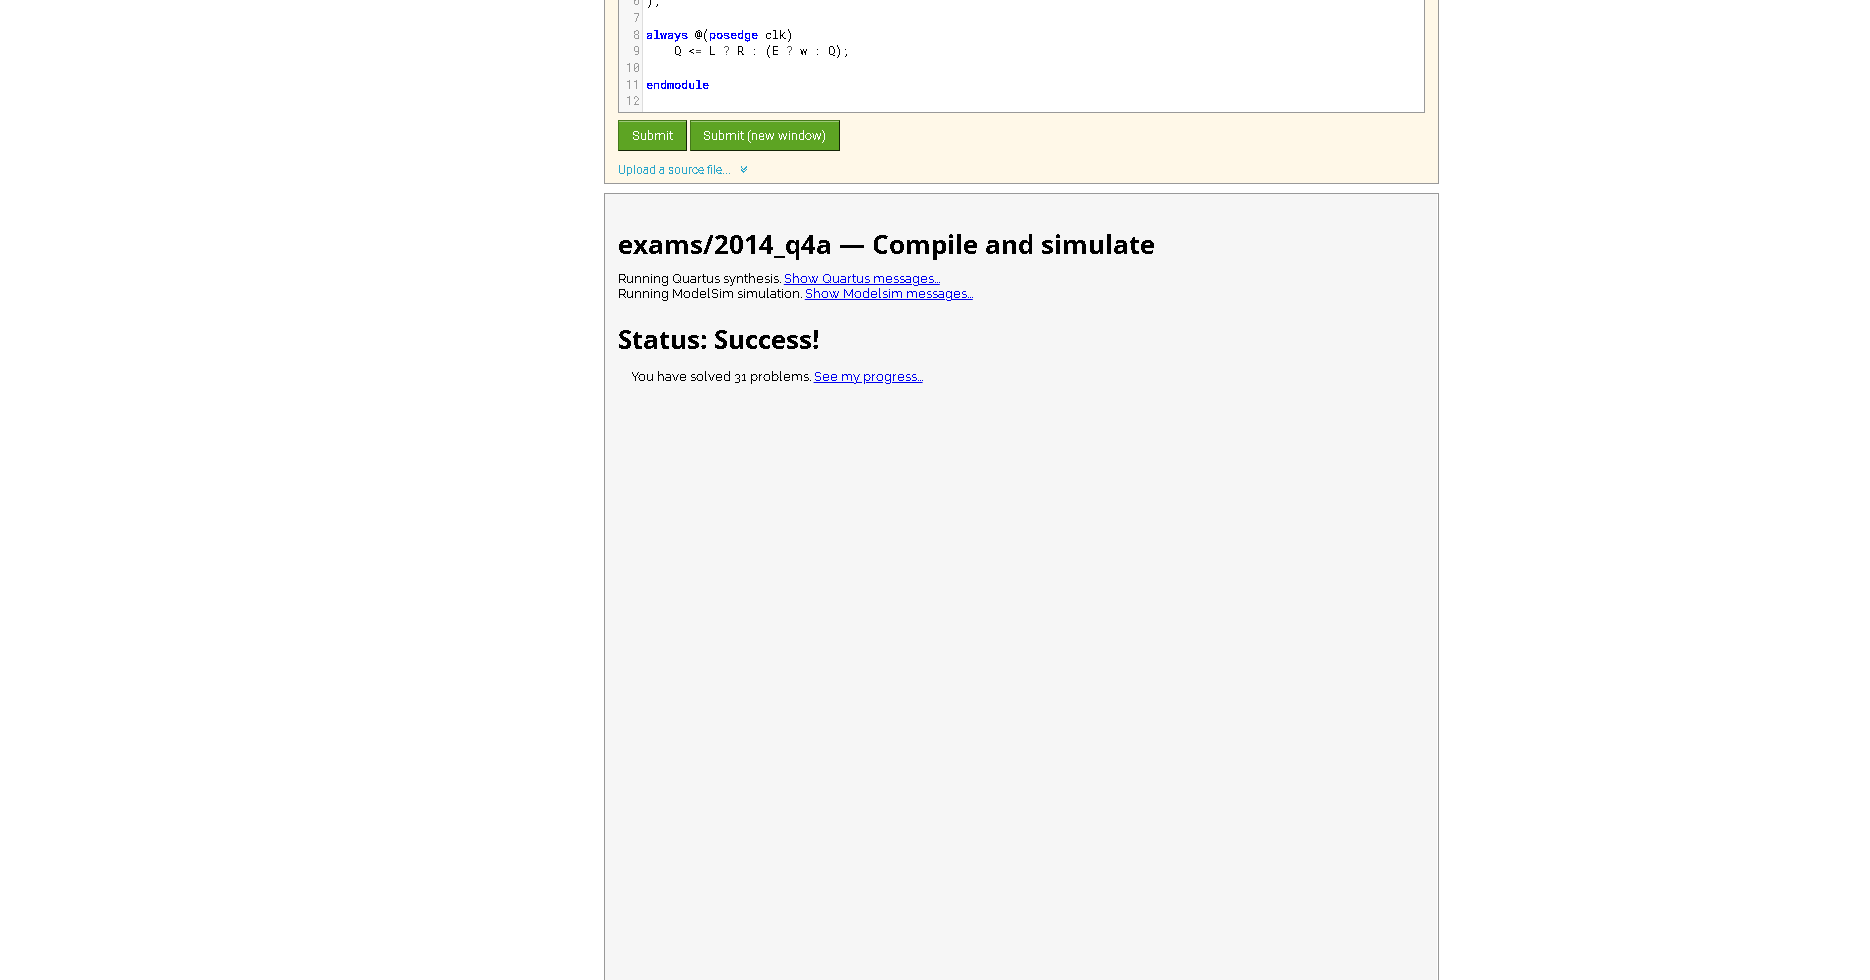 6 );
7
8 always @(posedge clk)
9 Q <= L ? R : (E ? w : Q);
10
11 endmodule
12
Submit Submit (new window)
Upload a source file...
exams/2014_q4a — Compile and simulate
Running Quartus synthesis. Show Quartus messages...
Running ModelSim simulation. Show Modelsim messages...
Status: Success!
You have solved 31 problems. See my progress...